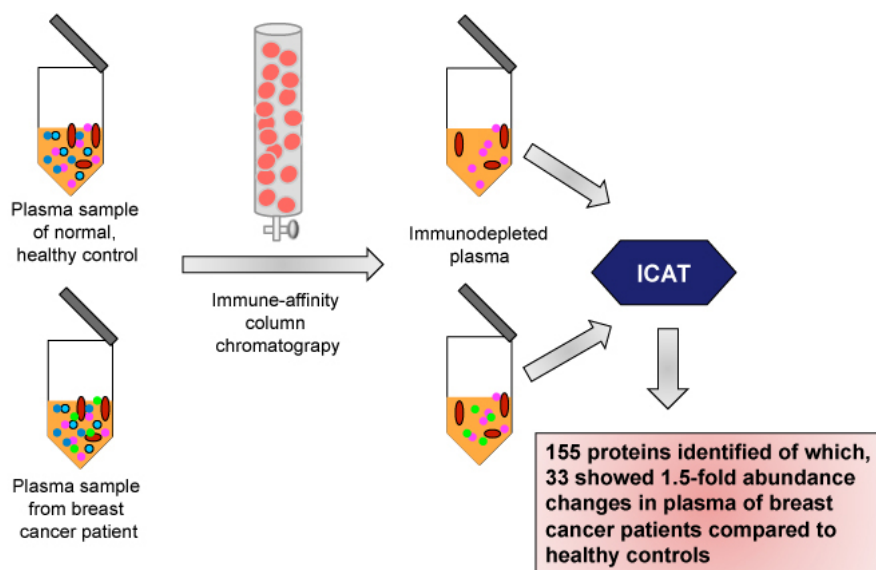 Plasma sample
of normal,
healthy control
Immune-affinity
column
chromatograpy
Immunodepleted
plasma
ICAT
Plasma sample
from breast
cancer patient
155 proteins identified of which,
33 showed 1.5-fold abundance
changes in plasma of breast
cancer patients compared to
healthy controls